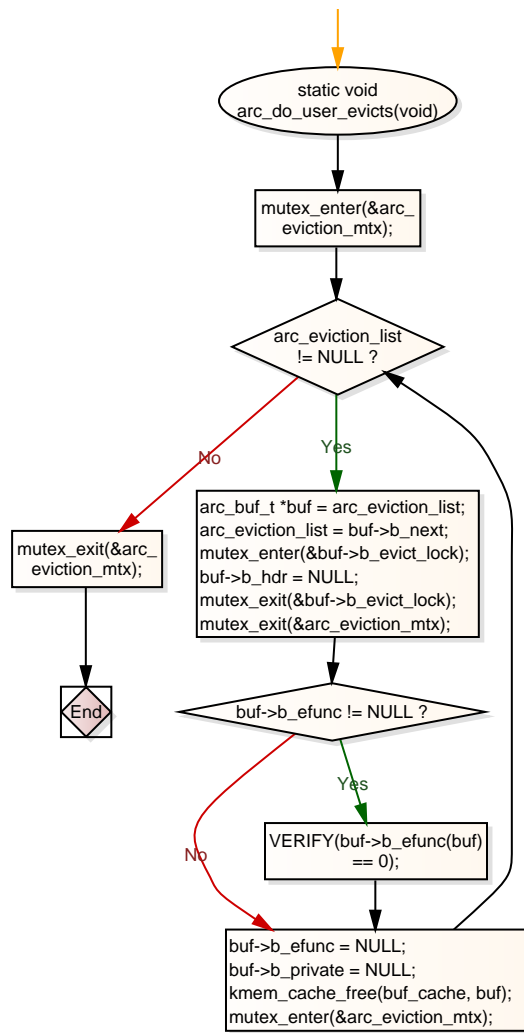 static void
arc_do_user_evicts(void)
mutex_enter(&arc_
eviction_mtx);
arc_eviction_list
!= NULL ?
No
Yes
mutex_exit(&arc_
eviction_mtx);
End
arc_buf_t *buf = arc_eviction_list;
arc_eviction_list = buf->b_next;
mutex_enter(&buf->b_evict_lock);
buf->b_hdr = NULL;
mutex_exit(&buf->b_evict_lock);
mutex_exit(&arc_eviction_mtx);
buf->b_efunc != NULL ?
Yes
No
VERIFY(buf->b_efunc(buf)
== 0);
buf->b_efunc = NULL;
buf->b_private = NULL;
kmem_cache_free(buf_cache, buf);
mutex_enter(&arc_eviction_mtx);